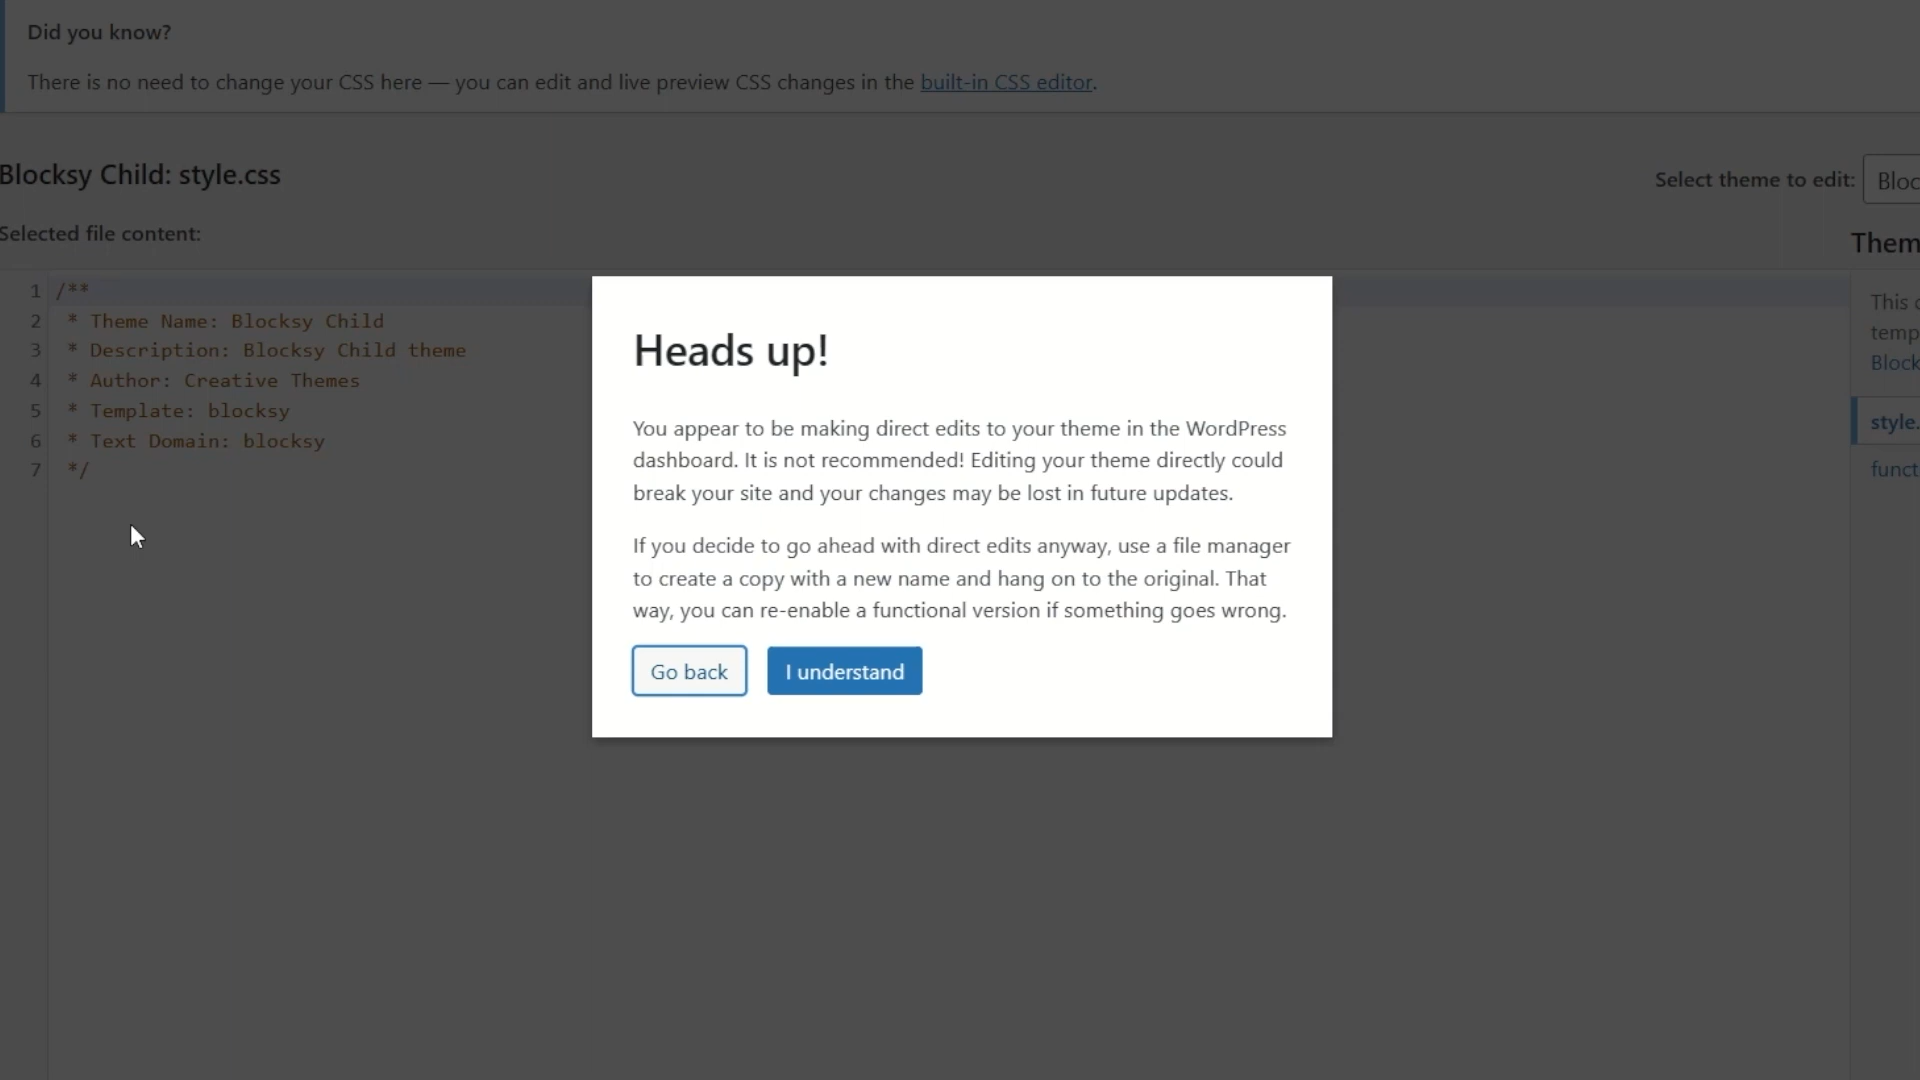 Did you know?
There is no need to change your CSS here — you can edit and live preview CSS changes in the built-in CSS editor.
Blocksy Child: style.css
Select theme to edit:
Selected file content:
1 /**
2 * Theme Name: Blocksy Child
3 * Description: Blocksy Child theme
4 * Author: Creative Themes
5 * Template: blocksy
6 * Text Domain: blocksy
7 */
Heads up!
You appear to be making direct edits to your theme in the WordPress
dashboard. It is not recommended! Editing your theme directly could
break your site and your changes may be lost in future updates.
If you decide to go ahead with direct edits anyway, use a file manager
to create a copy with a new name and hang on to the original. That
way, you can re-enable a functional version if something goes wrong.
Go back
I understand
Bloc
Them
This
temp
Block
style.
funct